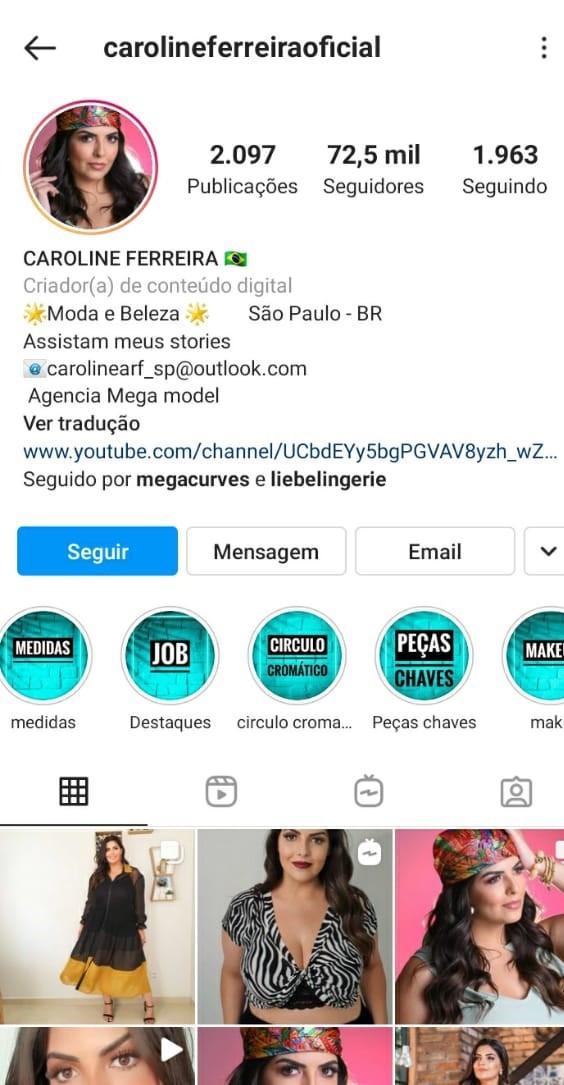 carolineferreiraoficial
2.097 72,5 mil 1.963
Publicações Seguidores Seguindo
CAROLINE FERREIRA
Criador(a) de conteúdo digital
Moda e Beleza São Paulo - BR
Assistam meus stories
carolinearf_sp@outlook.com
Agencia Mega model
Ver tradução
www.youtube.com/channel/UCbdEYy5bgPGVAV8yzh_wZ...
Seguido por megacurves e liebelingerie
Seguir Mensagem Email
MEDIDAS
JOB
CIRCULO
CROMÁTICO
PEÇAS
CHAVES
MAKE
medidas Destaques circulo croma... Peças chaves mak